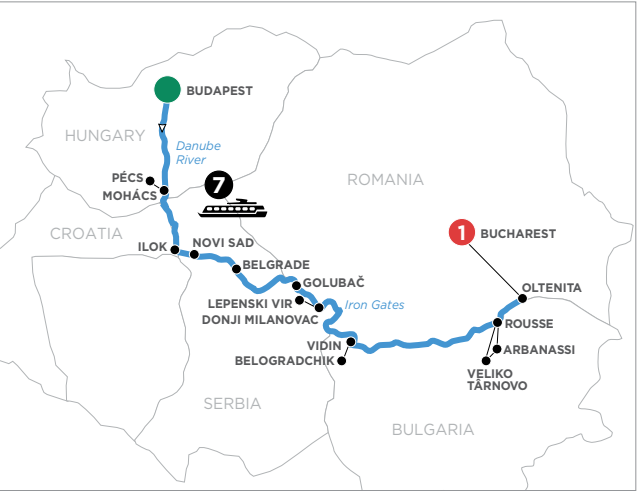 BUDAPEST
HUNGARY
Danube
River
PÉCS
MOHÁCS
7
ROMANIA
CROATIA
ILOK
NOVI SAD
1
BUCHAREST
BELGRADE
GOLUBAČ
OLTENITA
LEPENSKI VIR
Iron Gates
DONJI MILANOVAC
ROUSSE
VIDIN
ARBANASSI
BELOGRADCHIK
VELIKO
TÂRNOVO
SERBIA
BULGARIA